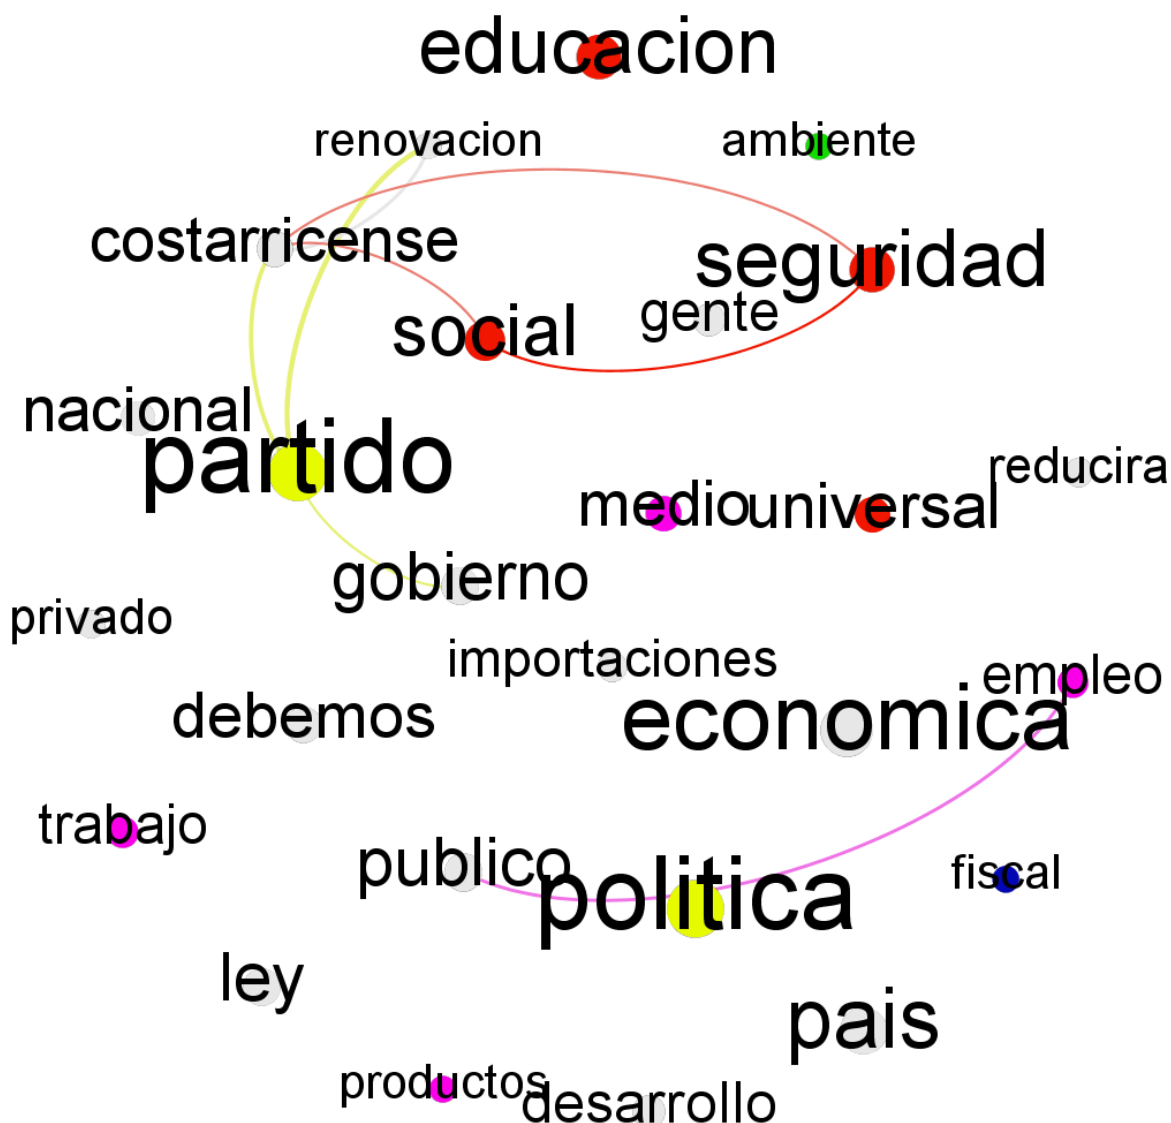 educacion
renovacion
ambiente
costarricense
seguridad
gente
social
nacional
partido
reducira
medio
universal
gobierno
privado
importaciones
empleo
debemos
economica
trabajo
publico
politica
fiscal
ley
pais
productos
desarrollo